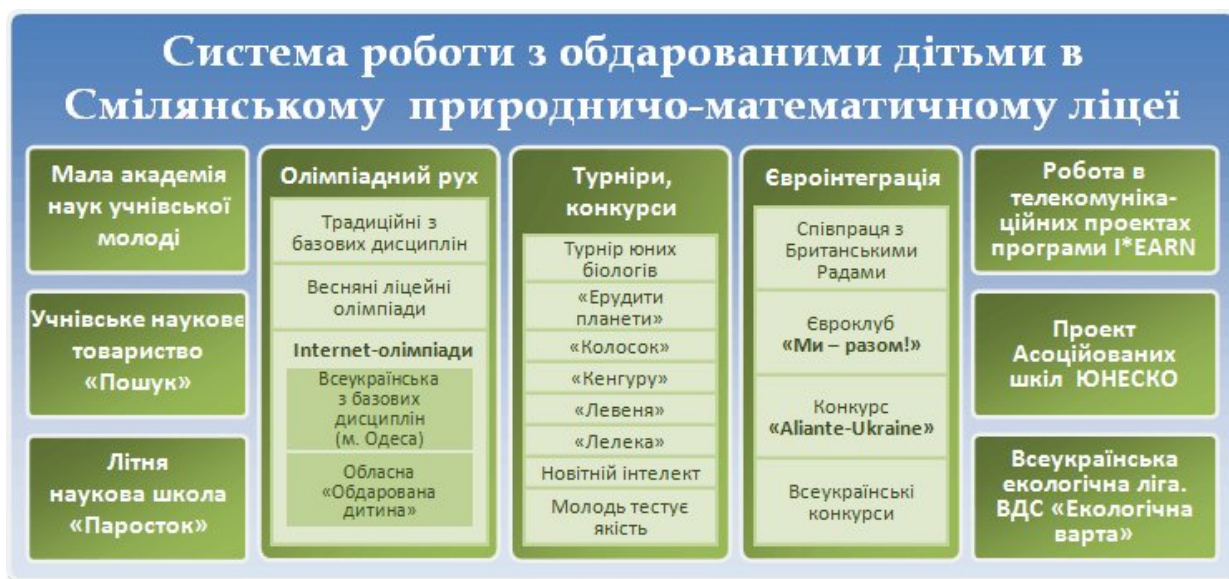 Система роботи з обдарованими дітьми в
Смілянському природничо-математичному ліцеї
Мала академія
наук учнівської
молоді
Учнівське наукове
товариство
«Пошук»
Літня
наукова школа
«Паросток»
Олімпіадний рух
Традиційні з
базових дисциплін
Весняні ліцейні
олімпіади
Internet-олімпіади
Всеукраїнська
з базових
дисциплін
(м. Одеса)
Обласна
«Обдарована
дитина»
Турніри,
конкурси
Турнір юних
біологів
«Ерудити
планети»
«Колосок»
«Кенгуру»
«Левеня»
«Лелека»
Новітній інтелект
Молодь тестує
якість
Євроінтеграція
Співпраця з
Британськими
Радами
Євроклуб
«Ми – разом!»
Конкурс
«Aliante-Ukraine»
Всеукраїнські
конкурси
Робота в
телекомуніка-
ційних проектах
програми I*EARN
Проект
Асоційованих
шкіл ЮНЕСКО
Всеукраїнська
екологічна ліга.
ВДС «Екологічна
варта»